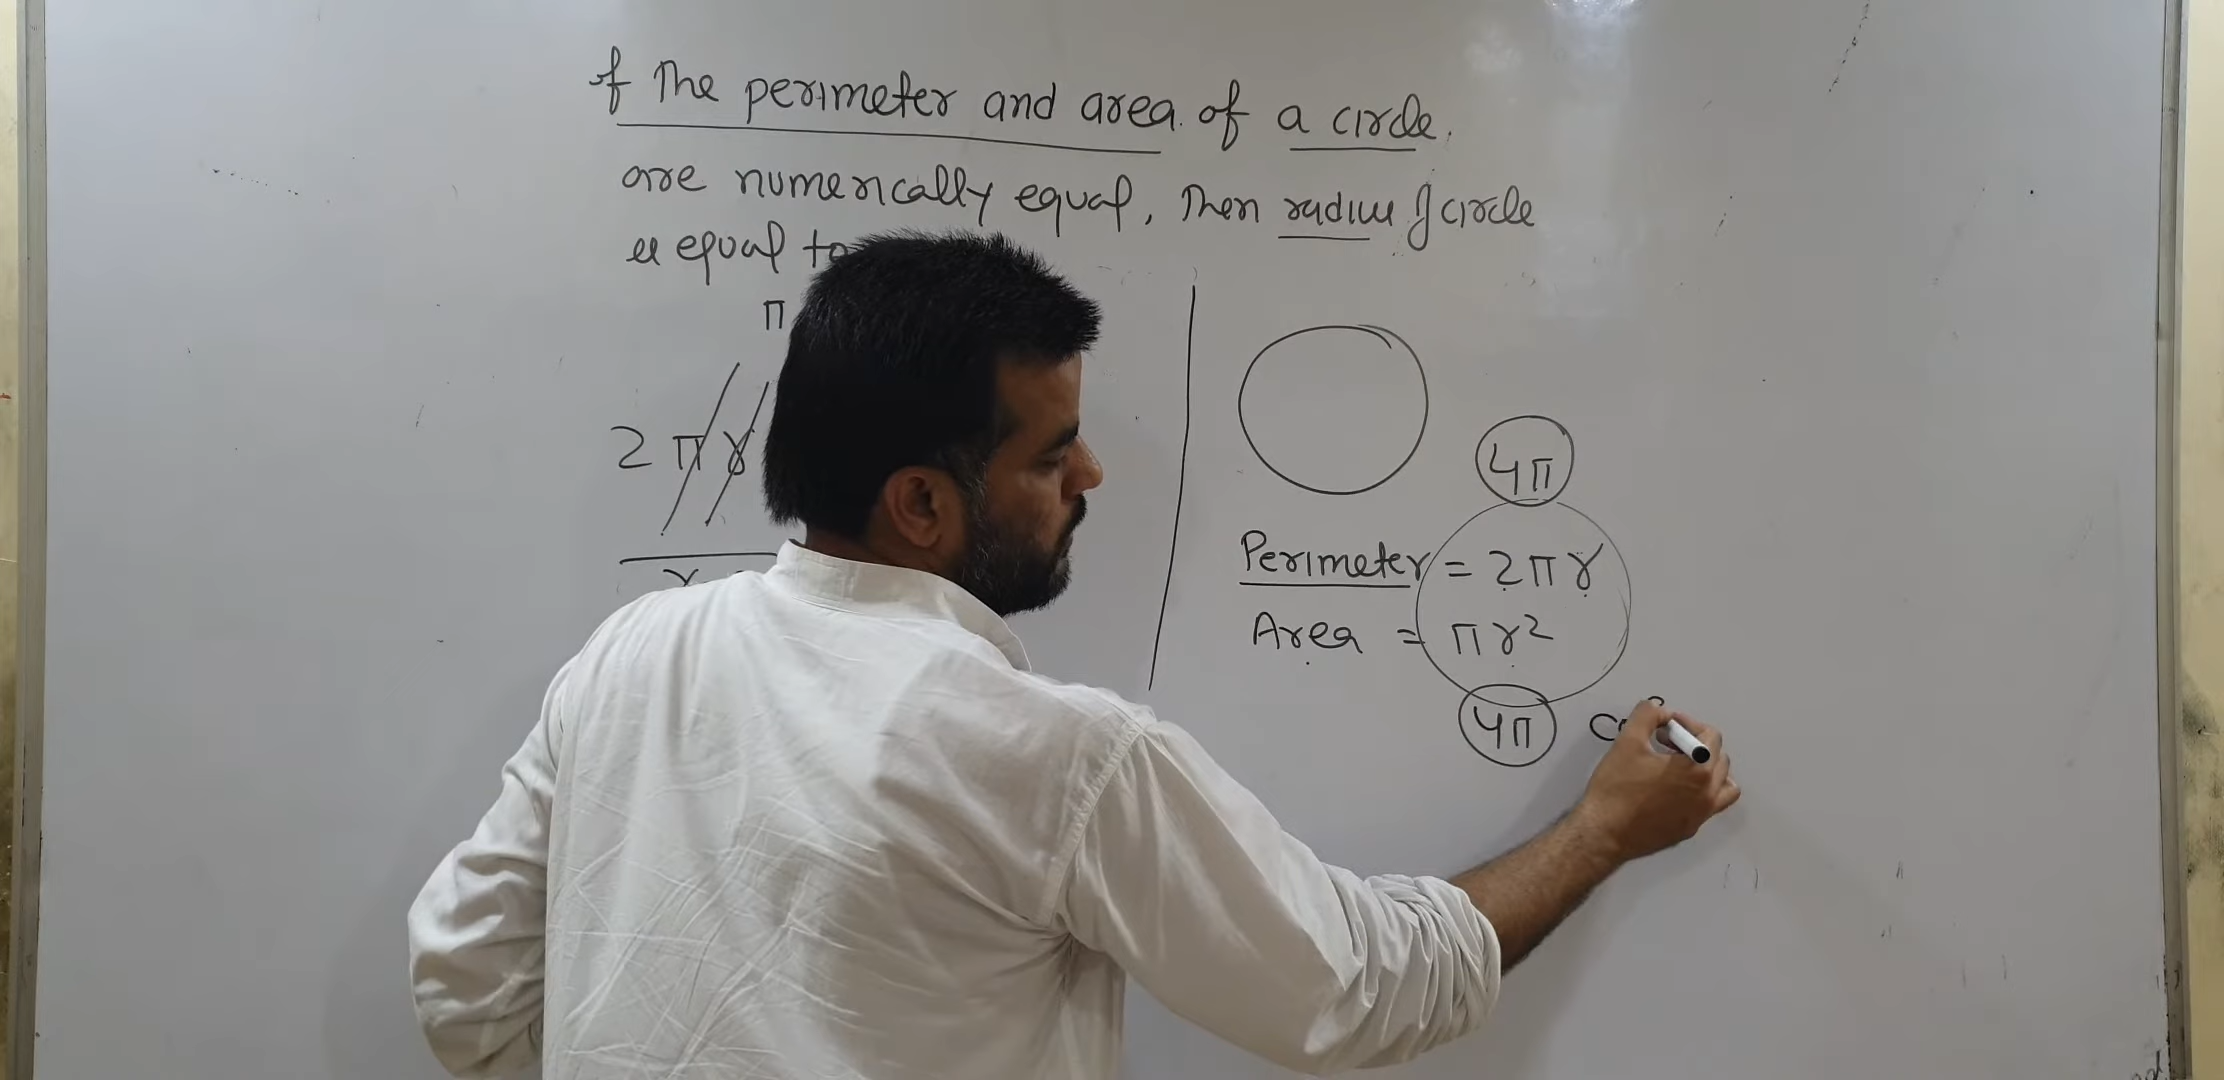 If the perimeter and area of a circle.
are numerically equal, then radius of circle
is equal to
π
2πr
r
4π
Perimeter = 2πr
Area = πr²
4π